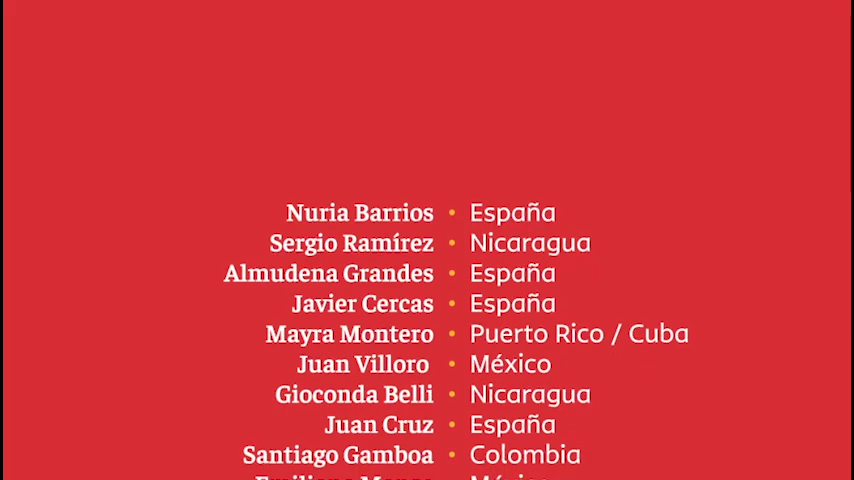 Nuria Barrios • España
Sergio Ramírez • Nicaragua
Almudena Grandes • España
Javier Cercas • España
Mayra Montero • Puerto Rico / Cuba
Juan Villoro • México
Gioconda Belli • Nicaragua
Juan Cruz • España
Santiago Gamboa • Colombia